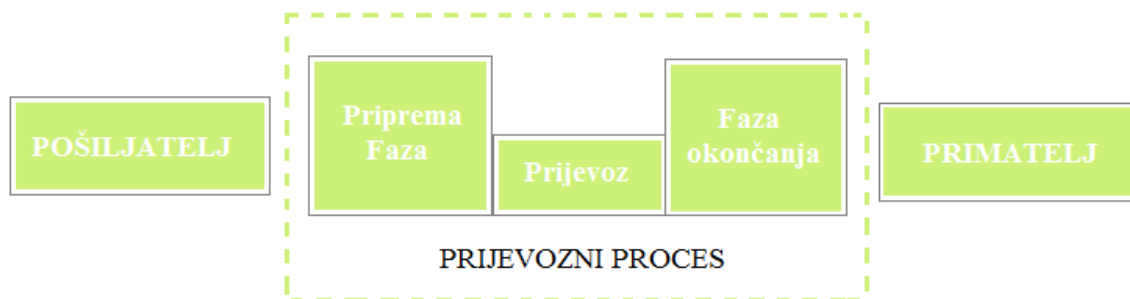 POŠILJATELJ
Priprema
Faza
Prijevoz
Faza
okončanja
PRIMATELJ
PRIJEVOZNI PROCES